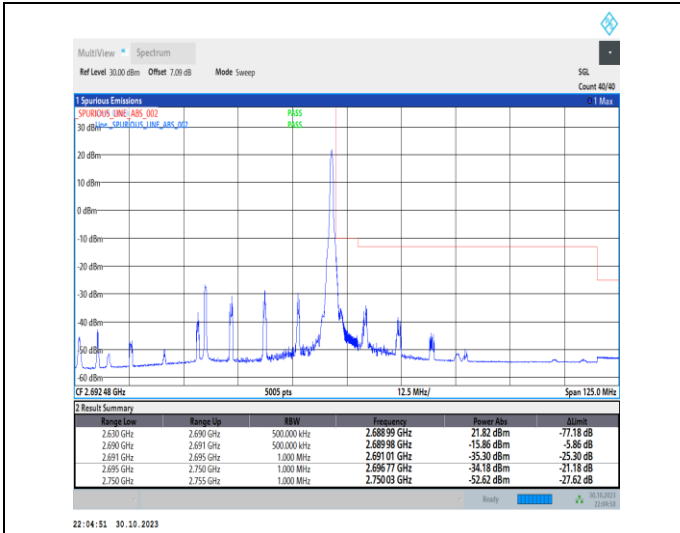 MultiView Spectrum
Ref Level 30.00 dBm Offset 7.09 dB Mode Sweep SGL
Count 40/40
1 Spurious Emissions 1 Max
SPURIOUS_LINE_ABS_002 PASS
30 dBm Line _SPURIOUS_LINE_ABS_002 PASS
20 dBm
10 dBm
0 dBm
-10 dBm
-20 dBm
-30 dBm
-40 dBm
-50 dBm
-60 dBm
CF 2.692 48 GHz 5005 pts 12.5 MHz/ Span 125.0 MHz
2 Result Summary
Range Low Range Up RBW Frequency Power Abs ΔLimit
2.630 GHz 2.690 GHz 500.000 kHz 2.688 99 GHz 21.82 dBm -77.18 dB
2.690 GHz 2.691 GHz 500.000 kHz 2.689 98 GHz -15.86 dBm -5.86 dB
2.691 GHz 2.695 GHz 1.000 MHz 2.691 01 GHz -35.30 dBm -25.30 dB
2.695 GHz 2.750 GHz 1.000 MHz 2.696 77 GHz -34.18 dBm -21.18 dB
2.750 GHz 2.755 GHz 1.000 MHz 2.750 03 GHz -52.62 dBm -27.62 dB
Ready 30.10.2023
22:04:51 30.10.2023